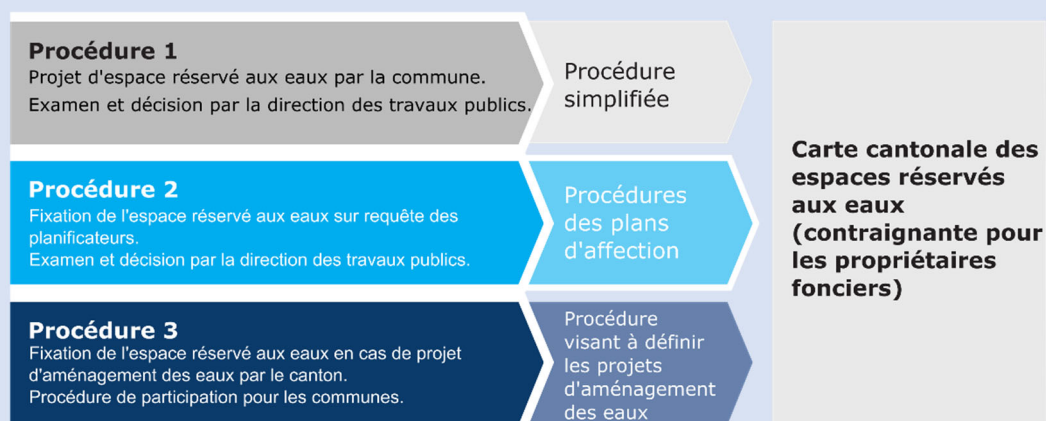 Procédure 1
Projet d'espace réservé aux eaux par la commune.
Examen et décision par la direction des travaux publics.
Procédure
simplifiée
Procédure 2
Fixation de l'espace réservé aux eaux sur requête des
planificateurs.
Examen et décision par la direction des travaux publics.
Procédures
des plans
d'affection
Procédure 3
Fixation de l'espace réservé aux eaux en cas de projet
d'aménagement des eaux par le canton.
Procédure de participation pour les communes.
Procédure
visant à définir
les projets
d'aménagement
des eaux
Carte cantonale des
espaces réservés
aux eaux
(contraignante pour
les propriétaires
fonciers)